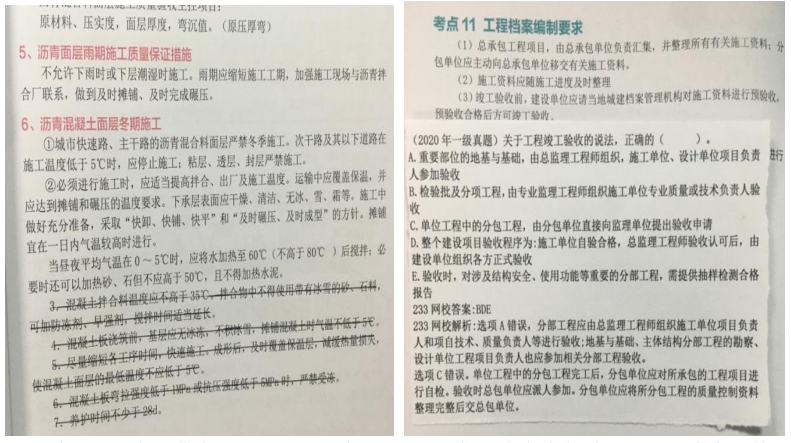 原材料、压实度，面层厚度，弯沉值。（原压厚弯）
5、沥青面层雨期施工质量保证措施
不允许下雨时或下层潮湿时施工。雨期应缩短施工工期，加强施工现场与沥青拌
合厂联系，做到及时摊铺、及时完成碾压。
6、沥青混凝土面层冬期施工
①城市快速路、主干路的沥青混合料面层严禁冬季施工。次干路及其以下道路在
施工温度低于5℃时，应停止施工；粘层、透层、封层严禁施工。
②必须进行施工时，应适当提高拌合、出厂及施工温度。运输中应覆盖保温，并
应达到摊铺和碾压的温度要求。下承层表面应干燥、清洁、无冰、雪、霜等。施工中
做好充分准备，采取“快卸、快铺、快平”和“及时碾压、及时成型”的方针。摊铺
宜在一日内气温较高时进行。
当昼夜平均气温在0～5℃时，应将水加热至60℃（不高于80℃）后搅拌；必
要时还可以加热砂、石但不应高于50℃，且不得加热水泥。
3．混凝土拌合料温度应不高于35℃。拌合物中不得使用带有冰雪的砂、石料，
可加防冻剂、早强剂，搅拌时间适当延长。
4．混凝土板浇筑前，基层应无冰冻，不积冰雪，摊铺混凝土时气温不低于5℃。
5．尽量缩短各工序时间，快速施工。成形后，及时覆盖保温层，减缓热量损失，
使混凝土面层的最低温度不应低于5℃。
6．混凝土板弯拉强度低于1MPa或抗压强度低于5MPa时，严禁受冻。
7．养护时间不少于28d。
考点11 工程档案编制要求
（1）总承包工程项目，由总承包单位负责汇集，并整理所有有关施工资料；分
包单位应主动向总承包单位移交有关施工资料。
（2）施工资料应随施工进度及时整理
（3）竣工验收前，建设单位应请当地城建档案管理机构对施工资料进行预验收，
预验收合格后方可竣工验收。
（2020年一级真题）关于工程竣工验收的说法，正确的（ ）。
A.重要部位的地基与基础，由总监理工程师组织，施工单位、设计单位项目负责
人参加验收
B.检验批及分项工程，由专业监理工程师组织施工单位专业质量或技术负责人验
收
C.单位工程中的分包工程，由分包单位直接向监理单位提出验收申请
D.整个建设项目验收程序为:施工单位自验合格，总监理工程师验收认可后，由
建设单位组织各方正式验收
E.验收时，对涉及结构安全、使用功能等重要的分部工程，需提供抽样检测合格
报告
233网校答案:BDE
233网校解析:选项A错误，分部工程应由总监理工程师组织施工单位项目负责
人和项目技术、质量负责人等进行验收;地基与基础、主体结构分部工程的勘察、
设计单位工程项目负责人也应参加相关分部工程验收。
选项C错误。单位工程中的分包工程完工后，分包单位应对所承包的工程项目进
行自检。验收时总包单位应派人参加。分包单位应将所分包工程的质量控制资料
整理完整后交总包单位。
进行